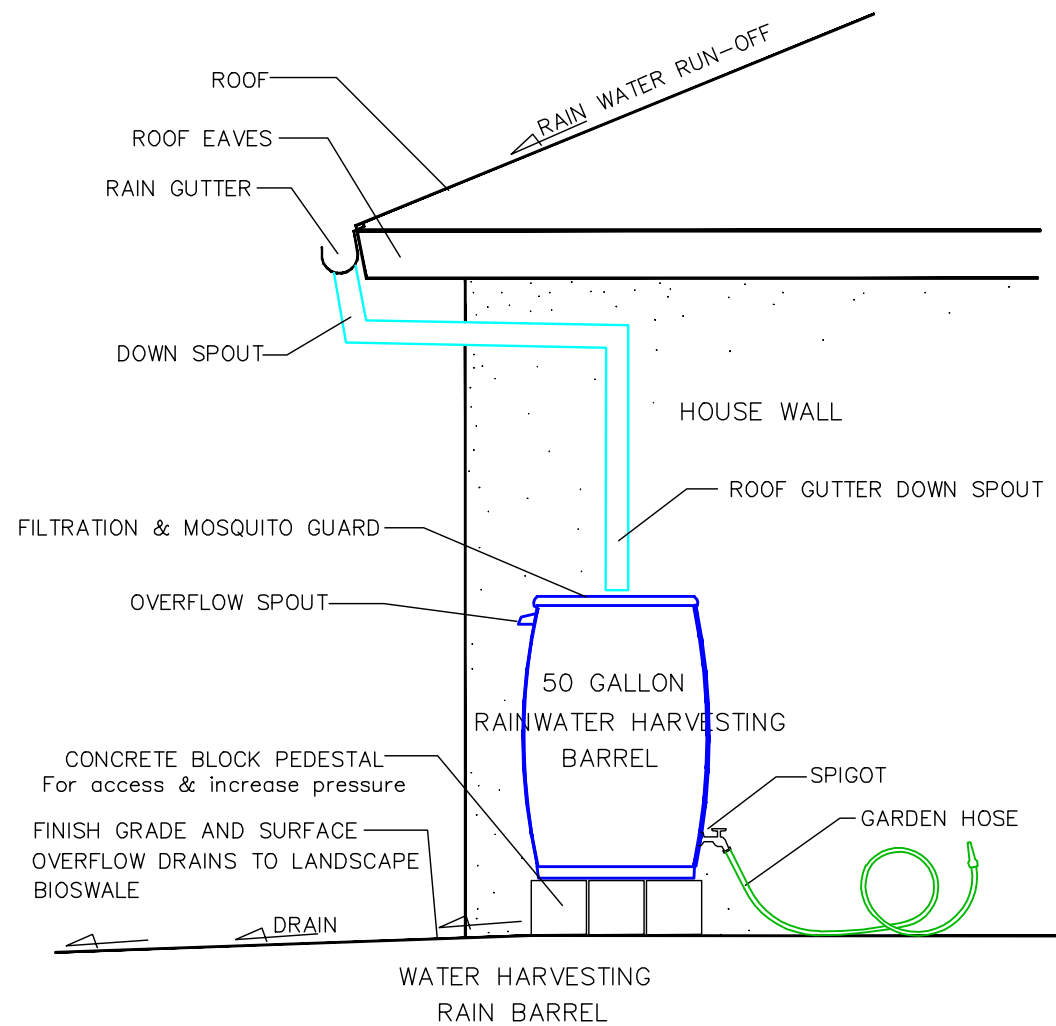 RAIN WATER RUN-OFF
ROOF
ROOF EAVES
RAIN GUTTER
DOWN SPOUT
HOUSE WALL
ROOF GUTTER DOWN SPOUT
FILTRATION & MOSQUITO GUARD
OVERFLOW SPOUT
50 GALLON
RAINWATER HARVESTING
BARREL
CONCRETE BLOCK PEDESTAL
For access & increase pressure
SPIGOT
GARDEN HOSE
FINISH GRADE AND SURFACE
OVERFLOW DRAINS TO LANDSCAPE
BIOSWALE
DRAIN
WATER HARVESTING
RAIN BARREL